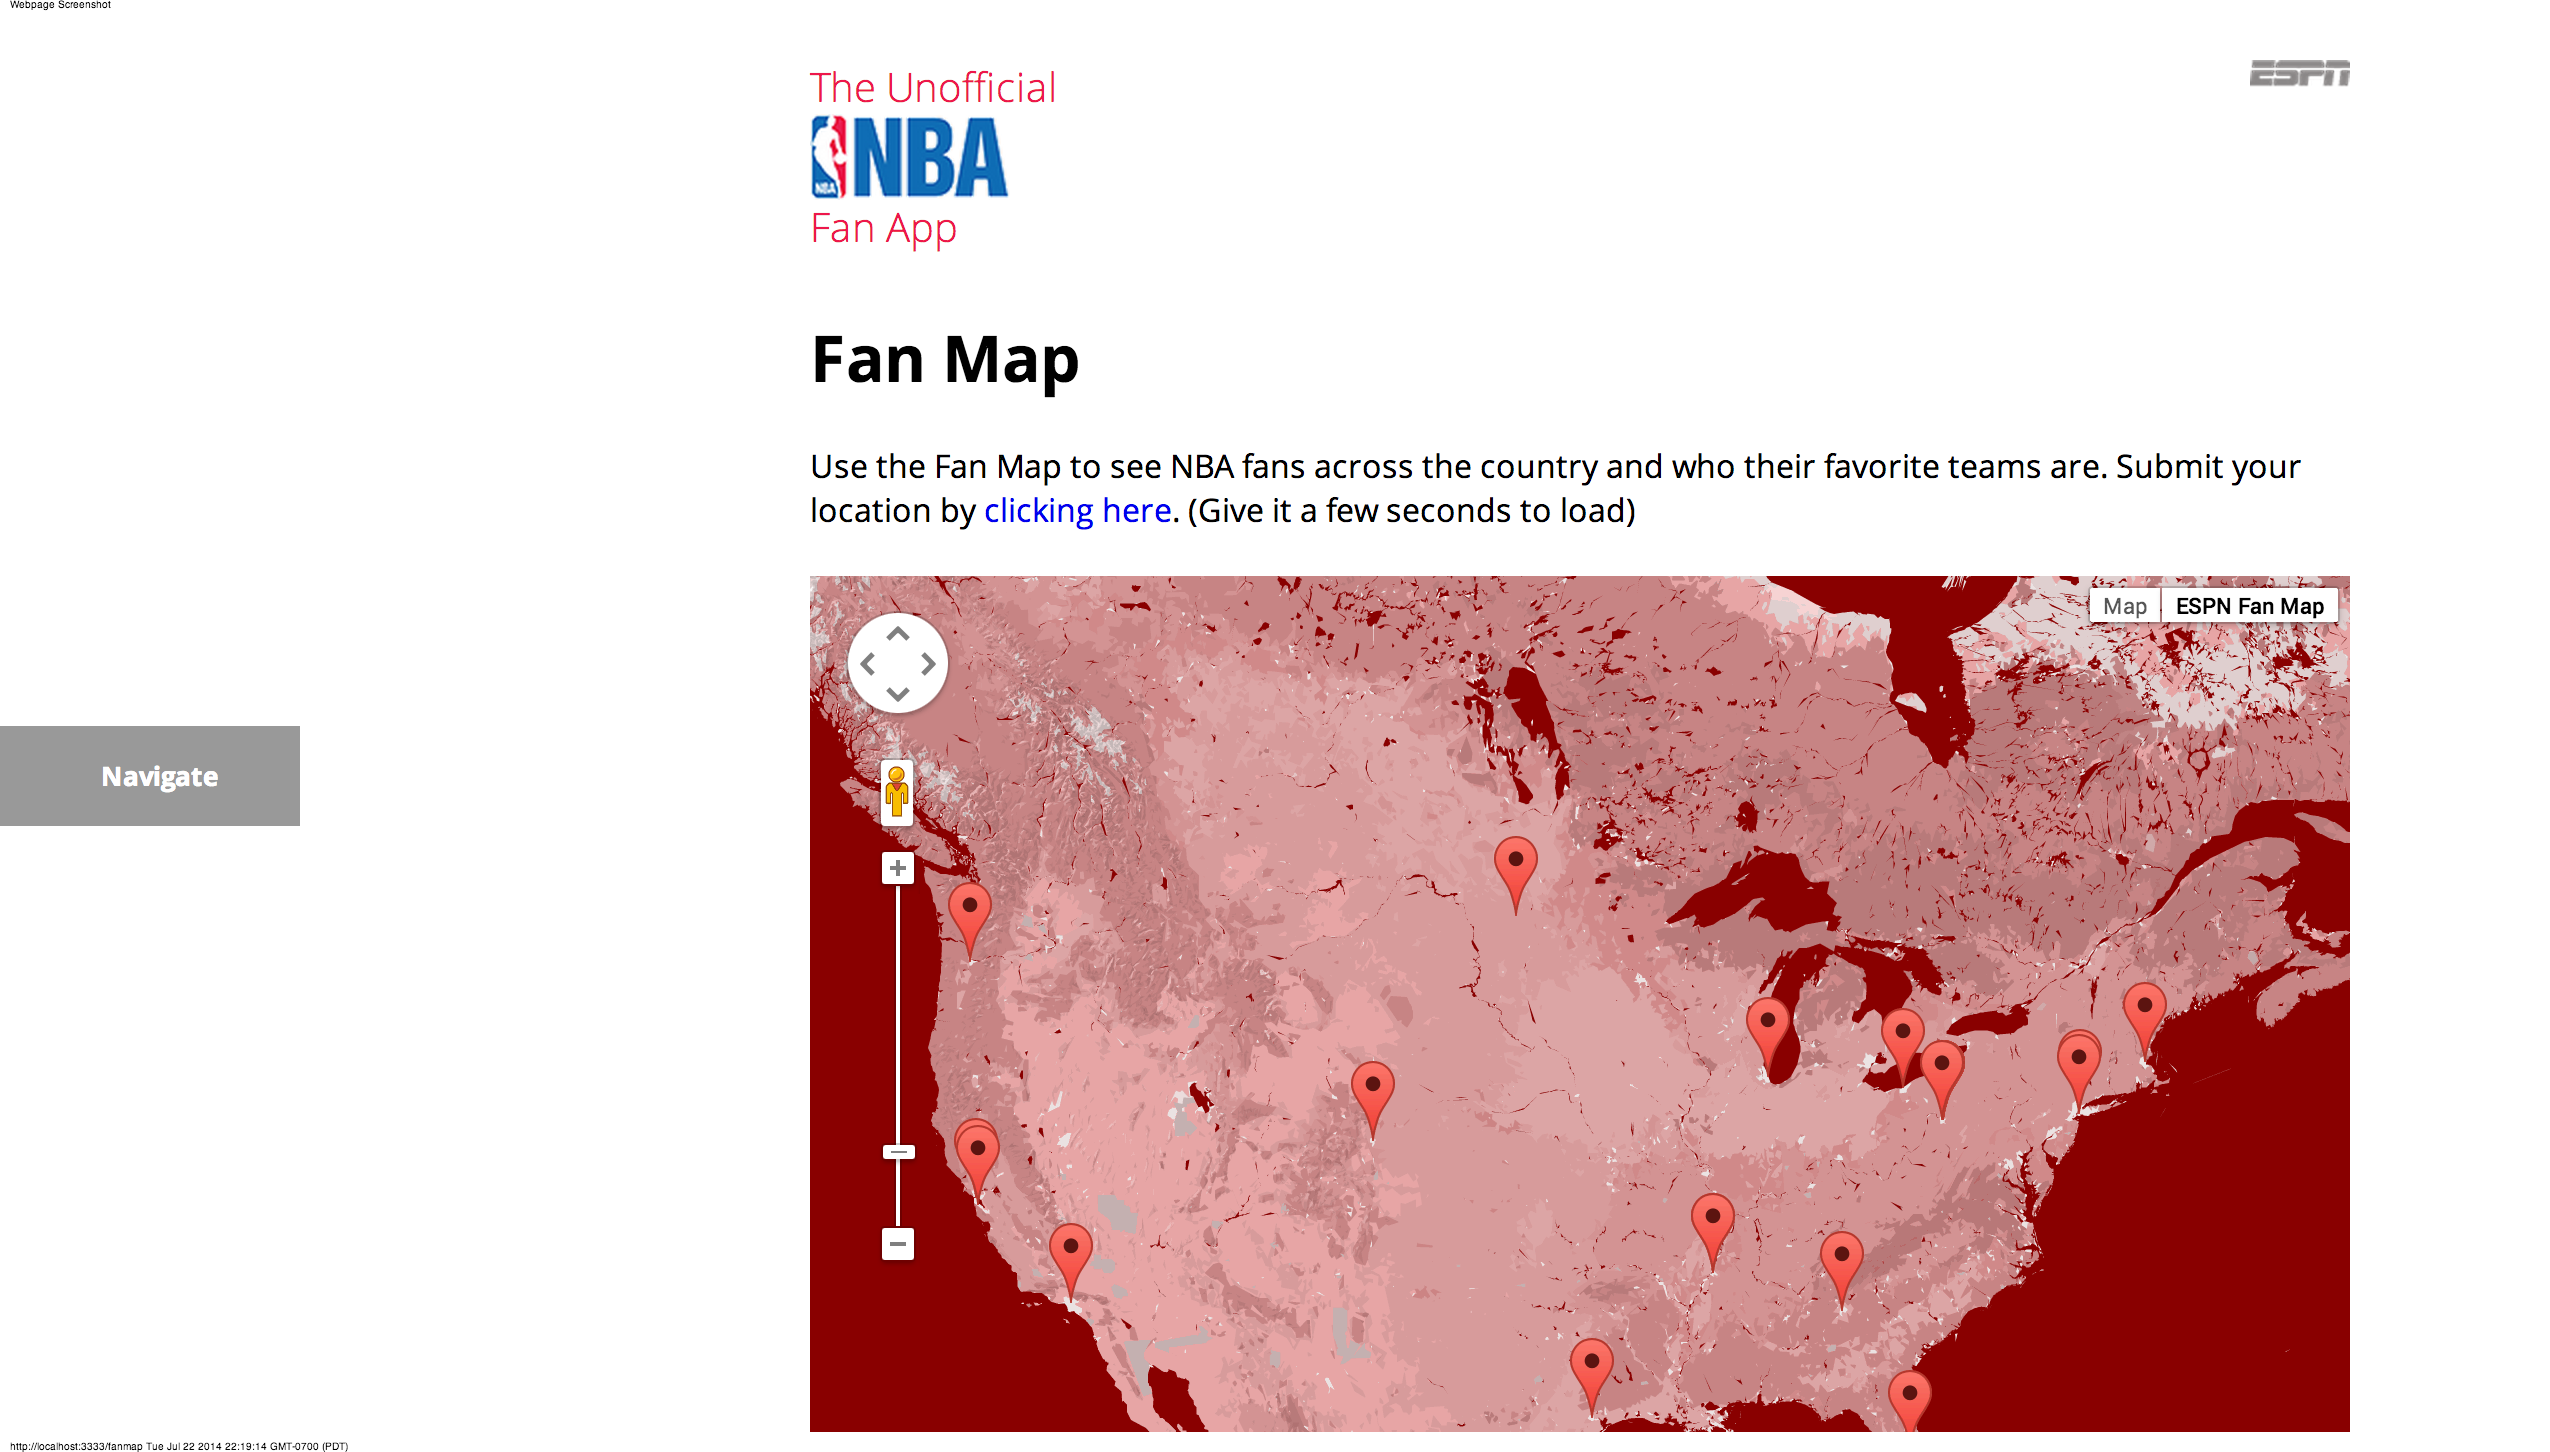 Webpage Screenshot
The Unofficial
ESPN
NBA
NBA
Fan App
Fan Map
Use the Fan Map to see NBA fans across the country and who their favorite teams are. Submit your
location by clicking here. (Give it a few seconds to load)
Map
ESPN Fan Map
Navigate
http://localhost:3333/fanmap Tue Jul 22 2014 22:19:14 GMT-0700 (PDT)